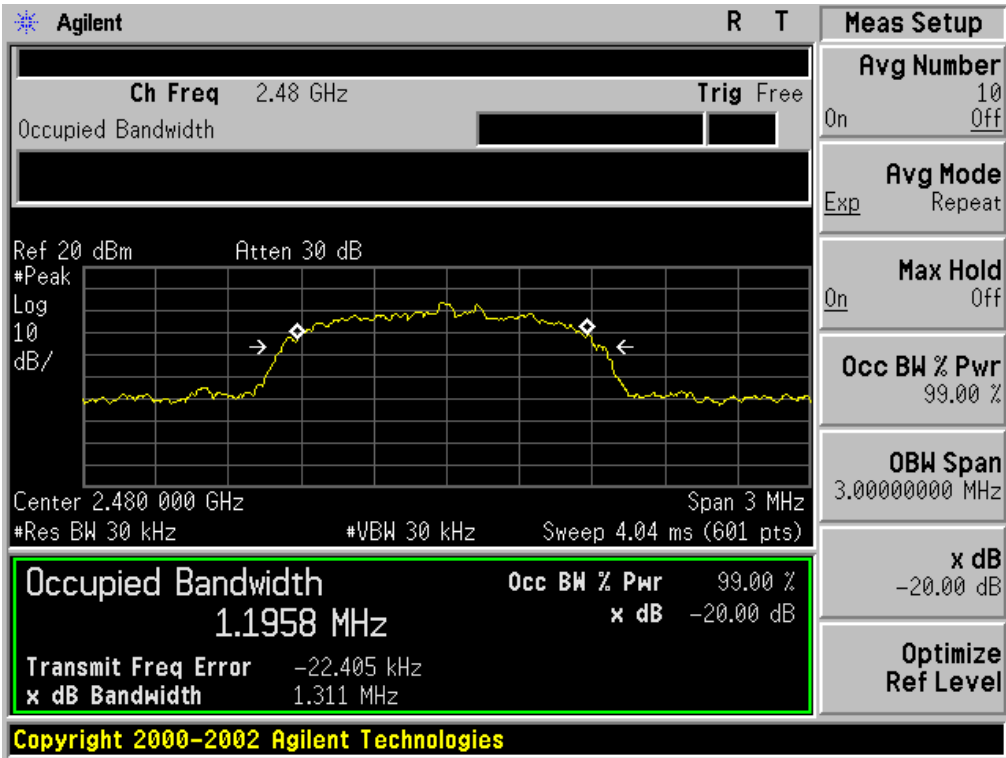 Agilent R T
Meas Setup
Ch Freq 2.48 GHz Trig Free
Occupied Bandwidth
Ref 20 dBm Atten 30 dB
#Peak
Log
10
dB/
Center 2.480 000 GHz Span 3 MHz
#Res BW 30 kHz #VBW 30 kHz Sweep 4.04 ms (601 pts)
Occupied Bandwidth
1.1958 MHz
Occ BW % Pwr 99.00 %
x dB -20.00 dB
Transmit Freq Error -22.405 kHz
x dB Bandwidth 1.311 MHz
Avg Number
10
On Off
Avg Mode
Exp Repeat
Max Hold
On Off
Occ BW % Pwr
99.00 %
OBW Span
3.00000000 MHz
x dB
-20.00 dB
Optimize
Ref Level
Copyright 2000-2002 Agilent Technologies